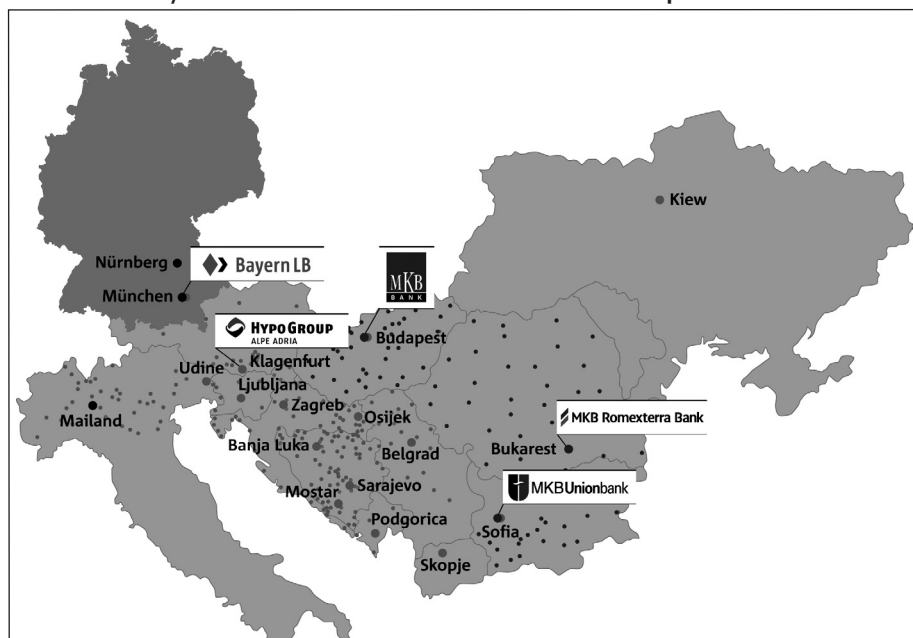 Kiew
Nürnberg
Bayern LB
München
MKB
BANK
HYPO GROUP
ALPE ADRIA
Budapest
Klagenfurt
Udine
Ljubljana
Zagreb
Mailand
Osijek
MKB Romexterra Bank
Banja Luka
Belgrad
Bukarest
Sarajevo
MKBUnionbank
Mostar
Podgorica
Sofia
Skopje